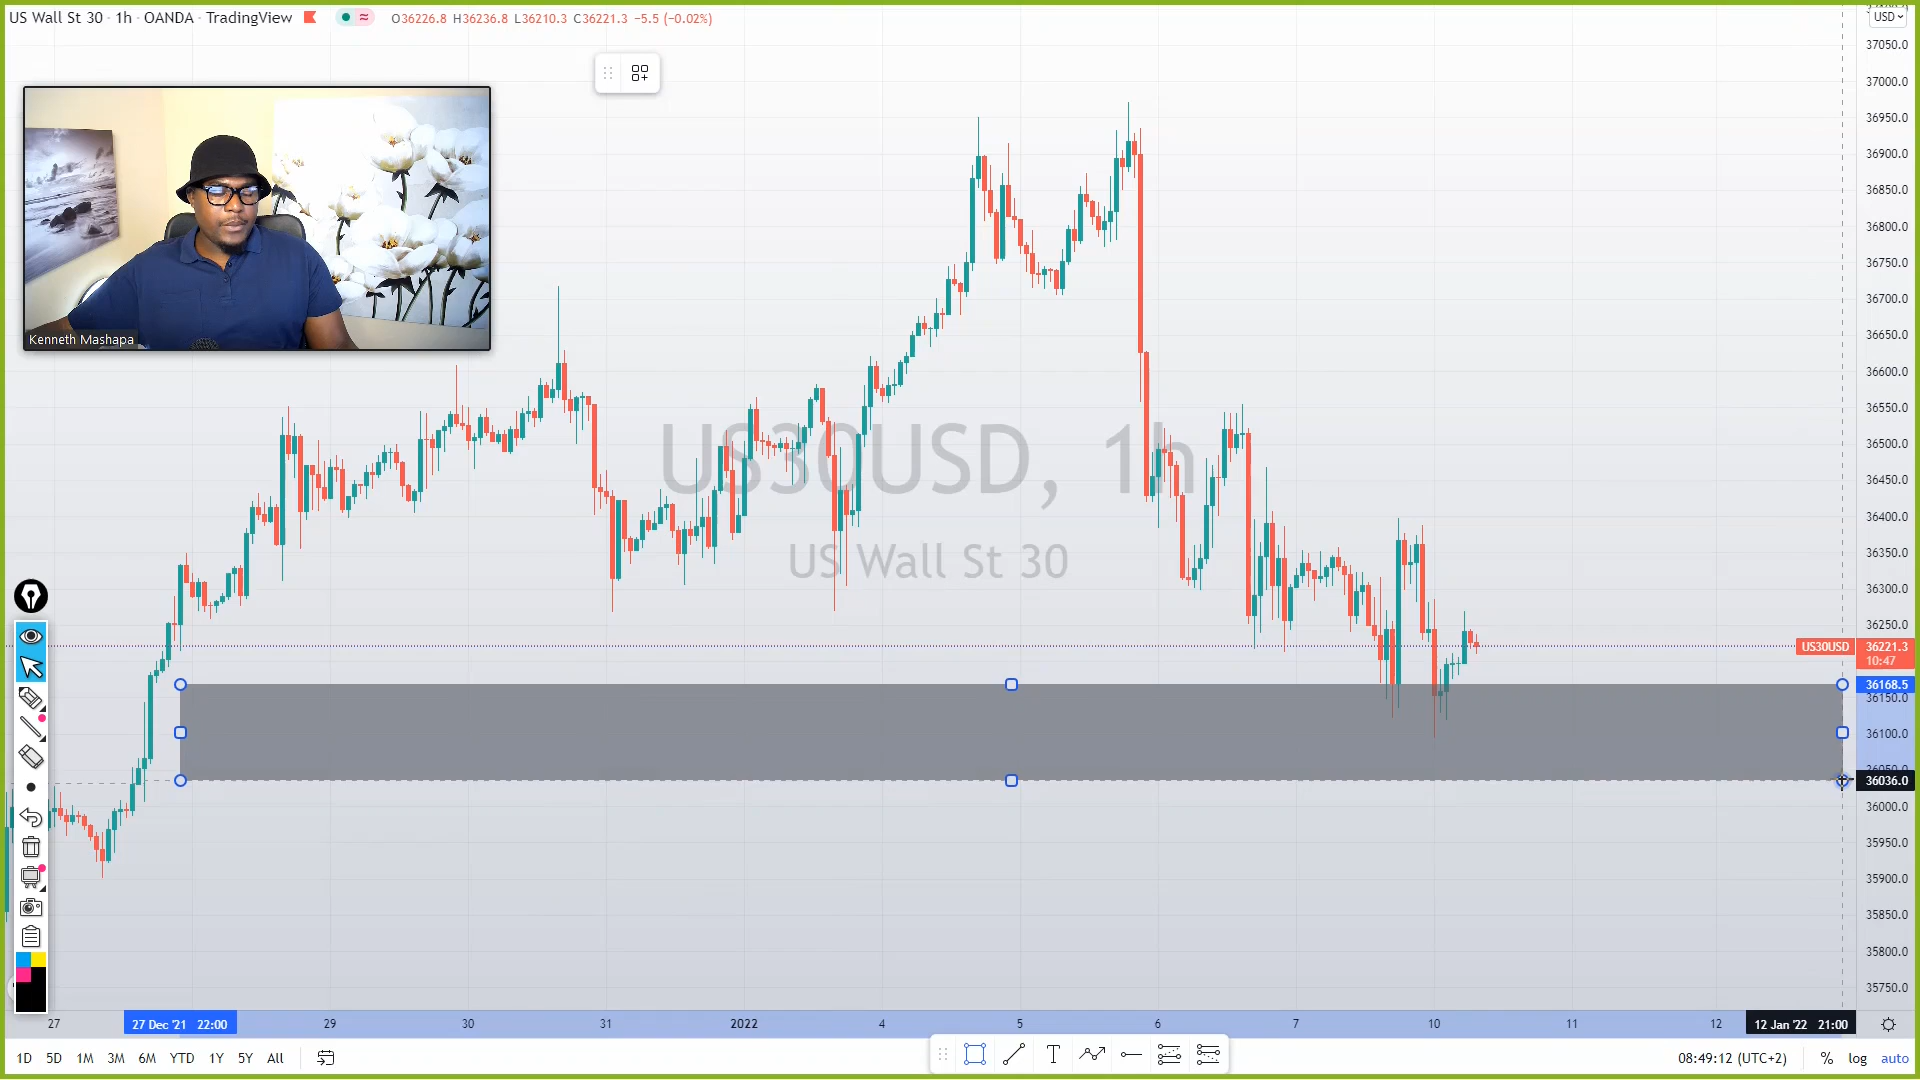 US Wall St 30 · 1h · OANDA · TradingView
O36226.8 H36236.8 L36210.3 C36221.3 −5.5 (−0.02%)
USD
37050.0
37000.0
36950.0
36900.0
36850.0
36800.0
36750.0
36700.0
36650.0
36600.0
36550.0
36500.0
36450.0
36400.0
36350.0
36300.0
36250.0
US30USD 36221.3
10:47
36168.5
36150.0
36100.0
36050.0
36036.0
36000.0
35950.0
35900.0
35850.0
35800.0
35750.0
Kenneth Mashapa
US30USD, 1h
US Wall St 30
27 27 Dec '21 22:00 29 30 31 2022 4 5 6 7 10 11 12 12 Jan '22 21:00
1D 5D 1M 3M 6M YTD 1Y 5Y All
T
08:49:12 (UTC+2) % log auto